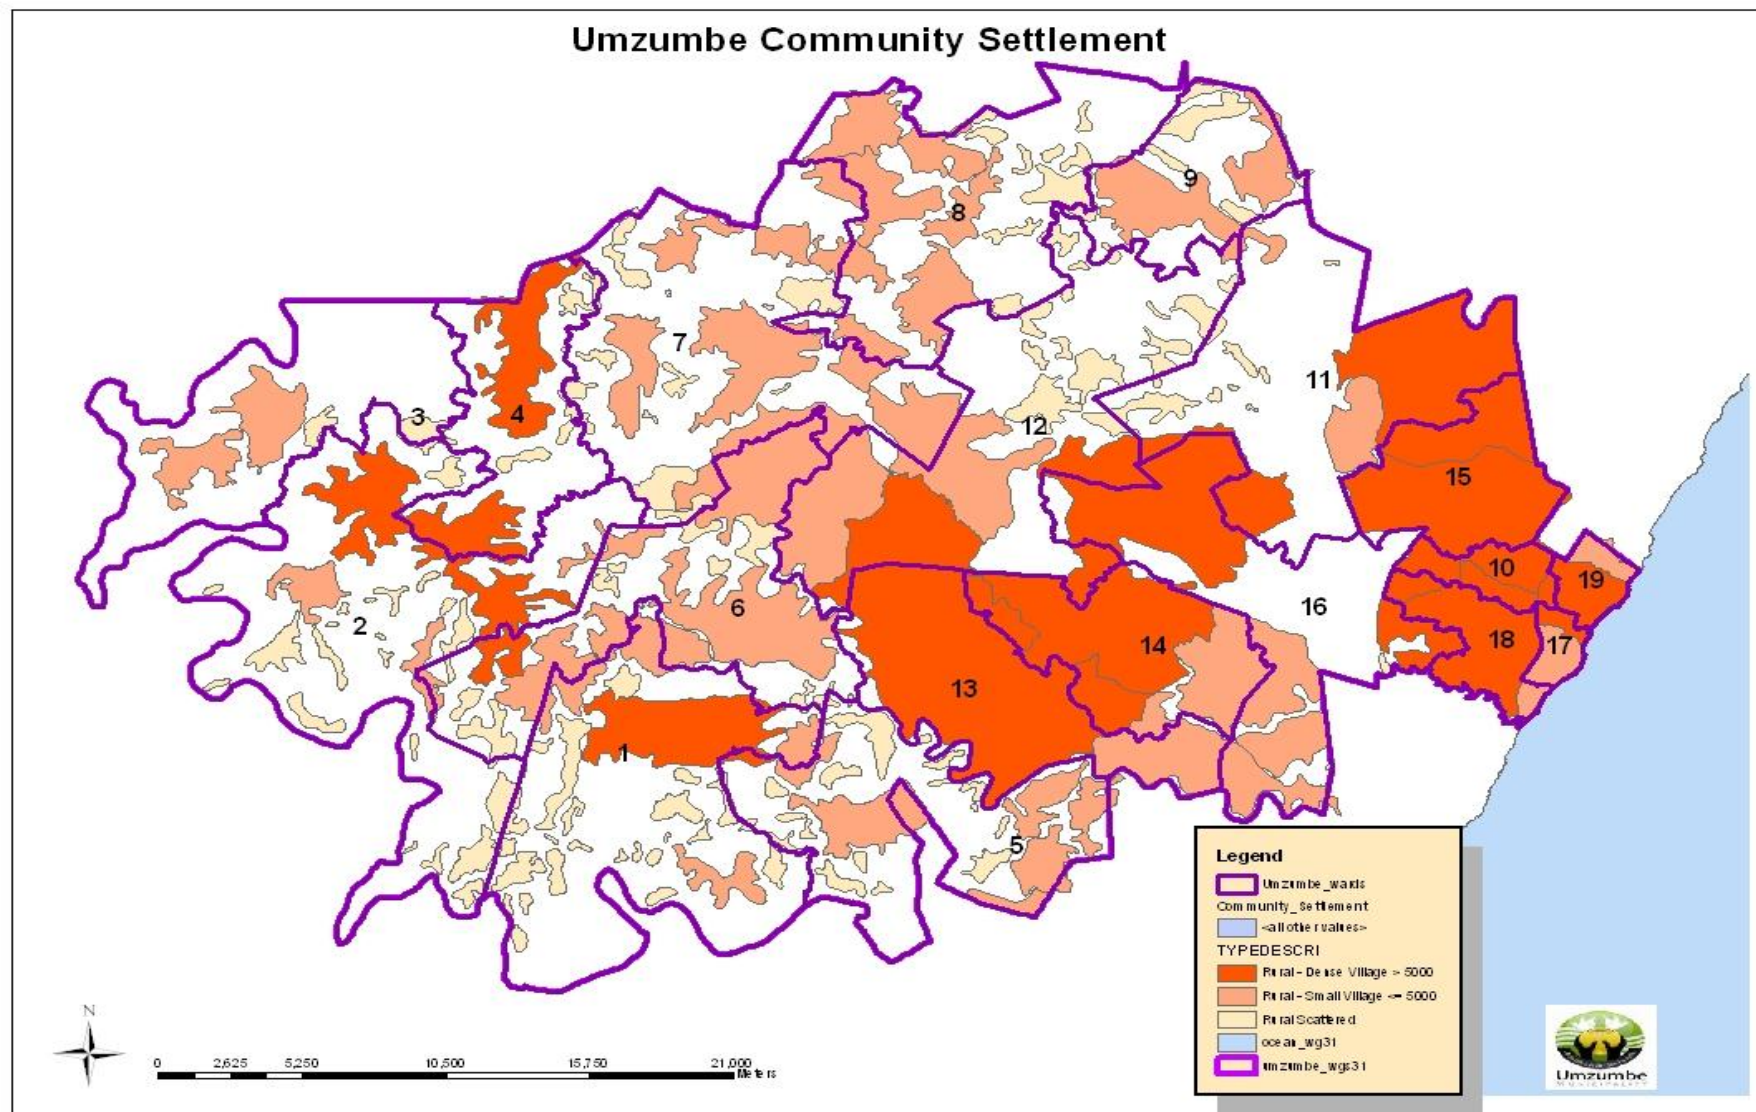 Umzumbe Community Settlement
9
8
7
11
3
4
12
15
10
19
2
6
16
18
17
14
13
1
5
Legend
Umzumbe_wards
Community_Settlement
<all other values>
TYPEDESCRI
Rural - Dense Village > 5000
Rural - Small Village <= 5000
Rural Scattered
ocean_wg31
umzumbe_wgs31
N
0 2,625 5,250 10,500 15,750 21,000
Meters
Umzumbe
MUNICIPALITY